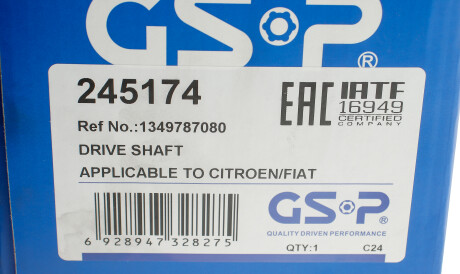 GSP®
245174
EAC IATF
16949
CERTIFIED
COMPANY
Ref No.:1349787080
DRIVE SHAFT
APPLICABLE TO CITROEN/FIAT
GSP®
QUALITY DRIVEN PERFORMANCE
6 928947 328275
QTY:1 C24